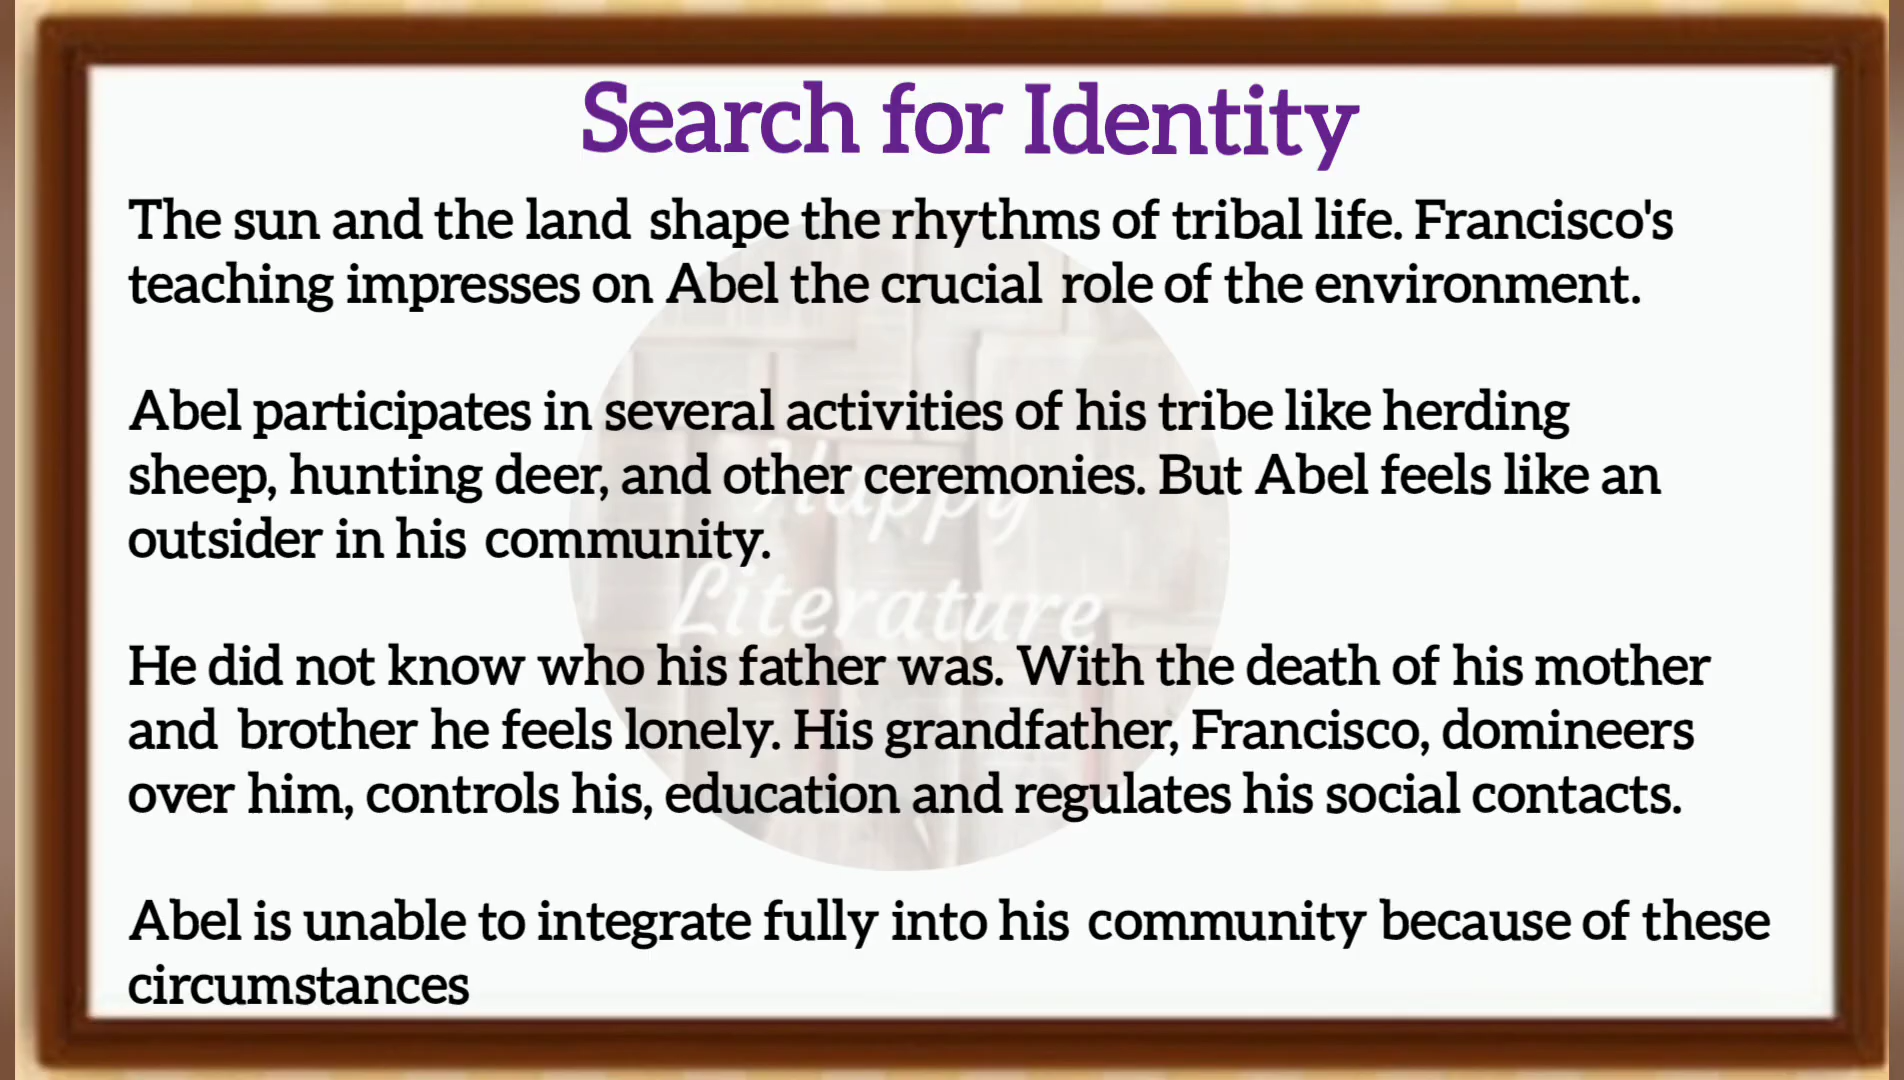 Search for Identity
The sun and the land shape the rhythms of tribal life. Francisco's
teaching impresses on Abel the crucial role of the environment.
Abel participates in several activities of his tribe like herding
sheep, hunting deer, and other ceremonies. But Abel feels like an
outsider in his community.
Happy
Literature
He did not know who his father was. With the death of his mother
and brother he feels lonely. His grandfather, Francisco, domineers
over him, controls his, education and regulates his social contacts.
Abel is unable to integrate fully into his community because of these
circumstances